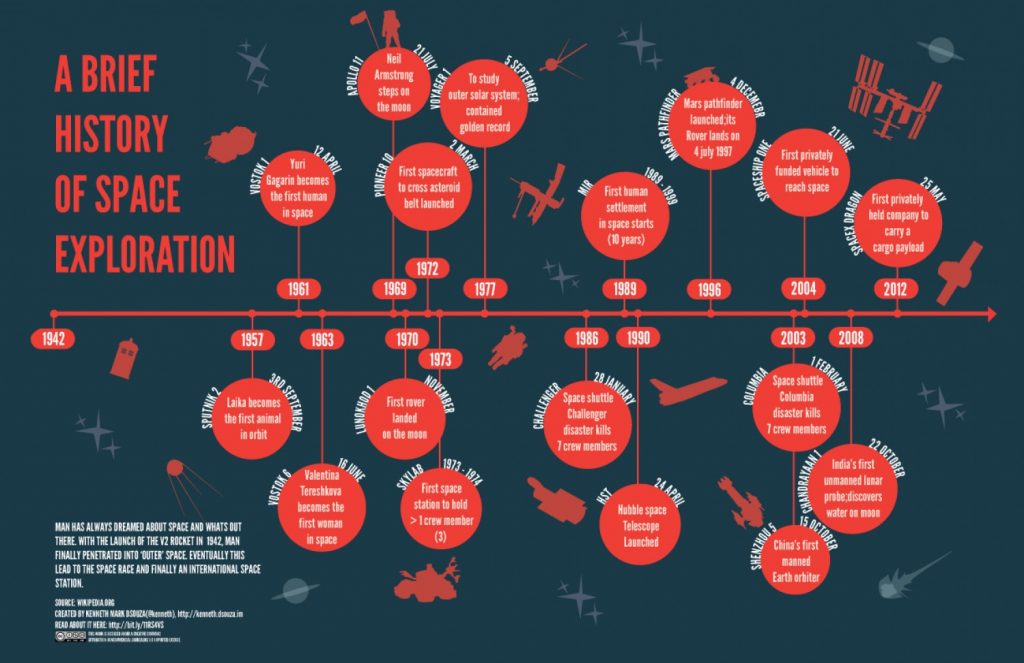 A BRIEF
HISTORY
OF SPACE
EXPLORATION
1942
SPUTNIK 2
3RD SEPTEMBER
Laika becomes
the first animal
in orbit
1957
VOSTOK 1
12 APRIL
Yuri
Gagarin becomes
the first human
in space
1961
VOSTOK 6
16 JUNE
Valentina
Tereshkova
becomes the
first woman
in space
1963
APOLLO 11
21 JULY
Neil
Armstrong
steps on
the moon
1969
LUNOKHOD 1
NOVEMBER
First rover
landed
on the moon
1970
PIONEER 10
2 MARCH
First spacecraft
to cross asteroid
belt launched
1972
SKYLAB
1973 - 1974
First space
station to hold
> 1 crew member
(3)
1973
VOYAGER 1
5 SEPTEMBER
To study
outer solar system;
contained
golden record
1977
CHALLENGER
28 JANUARY
Space shuttle
Challenger
disaster kills
7 crew members
1986
MIR
1989 - 1999
First human
settlement
in space starts
(10 years)
1989
HST
24 APRIL
Hubble space
Telescope
Launched
1990
MARS PATHFINDER
4 DECEMEBR
Mars pathfinder
launched;its
Rover lands on
4 july 1997
1996
COLUMBIA
1 FEBRUARY
Space shuttle
Columbia
disaster kills
7 crew members
2003
SHENZHOU 5
15 OCTOBER
China's first
manned
Earth orbiter
SPACESHIP ONE
21 JUNE
First privately
funded vehicle to
reach space
2004
CHANDRAYAAN 1
22 OCTOBER
India's first
unmanned lunar
probe;discovers
water on moon
2008
SPACEX DRAGON
25 MAY
First privately
held company to
carry a
cargo payload
2012
MAN HAS ALWAYS DREAMED ABOUT SPACE AND WHATS OUT
THERE. WITH THE LAUNCH OF THE V2 ROCKET IN 1942, MAN
FINALLY PENETRATED INTO 'OUTER' SPACE. EVENTUALLY THIS
LEAD TO THE SPACE RACE AND FINALLY AN INTERNATIONAL SPACE
STATION.
SOURCE: WIKIPEDIA.ORG
CREATED BY KENNETH MARK DSOUZA(@kenneth), http://kenneth.dsouza.im
THIS WORK IS LICENSED UNDER A CREATIVE COMMONS